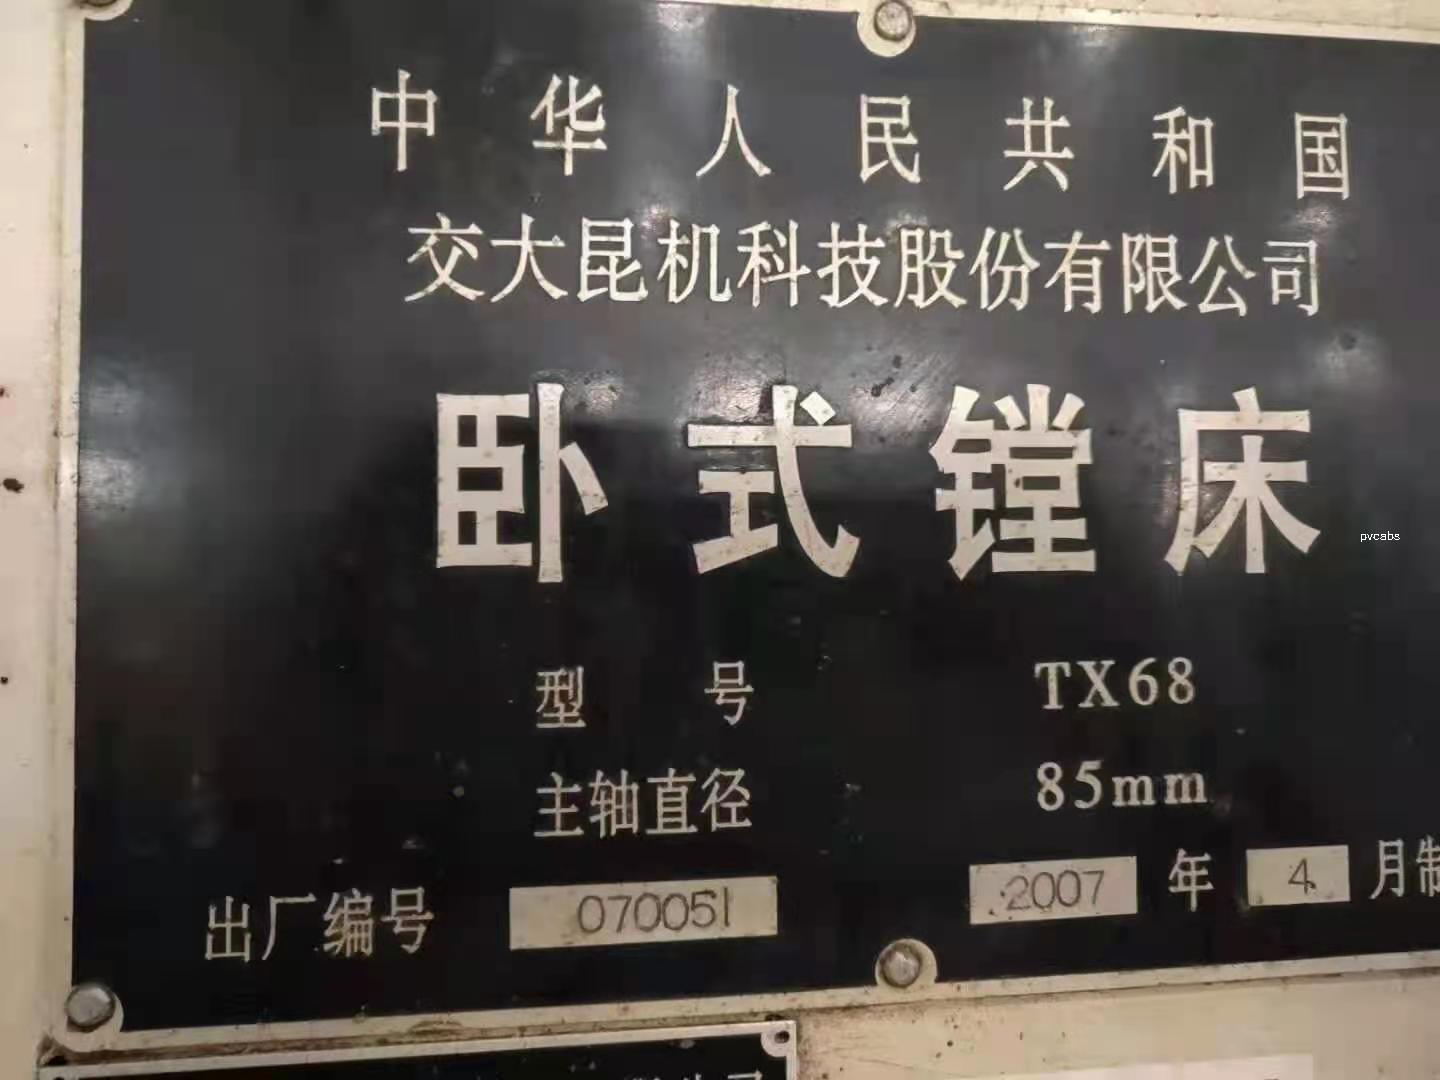 中华人民共和国
交大昆机科技股份有限公司
卧式镗床
pvcabs
型号 TX68
主轴直径 85mm
出厂编号 070051 2007 年 4 月制